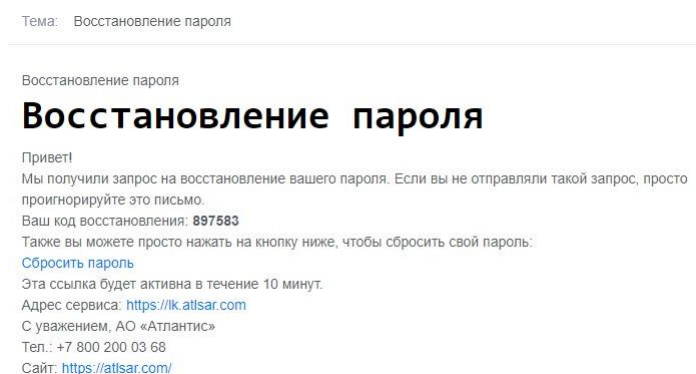 Тема: Восстановление пароля
Восстановление пароля
Восстановление пароля
Привет!
Мы получили запрос на восстановление вашего пароля. Если вы не отправляли такой запрос, просто
проигнорируйте это письмо.
Ваш код восстановления: 897583
Также вы можете просто нажать на кнопку ниже, чтобы сбросить свой пароль:
Сбросить пароль
Эта ссылка будет активна в течение 10 минут.
Адрес сервиса: https://lk.atlsar.com
С уважением, АО «Атлантис»
Тел.: +7 800 200 03 68
Сайт: https://atlsar.com/